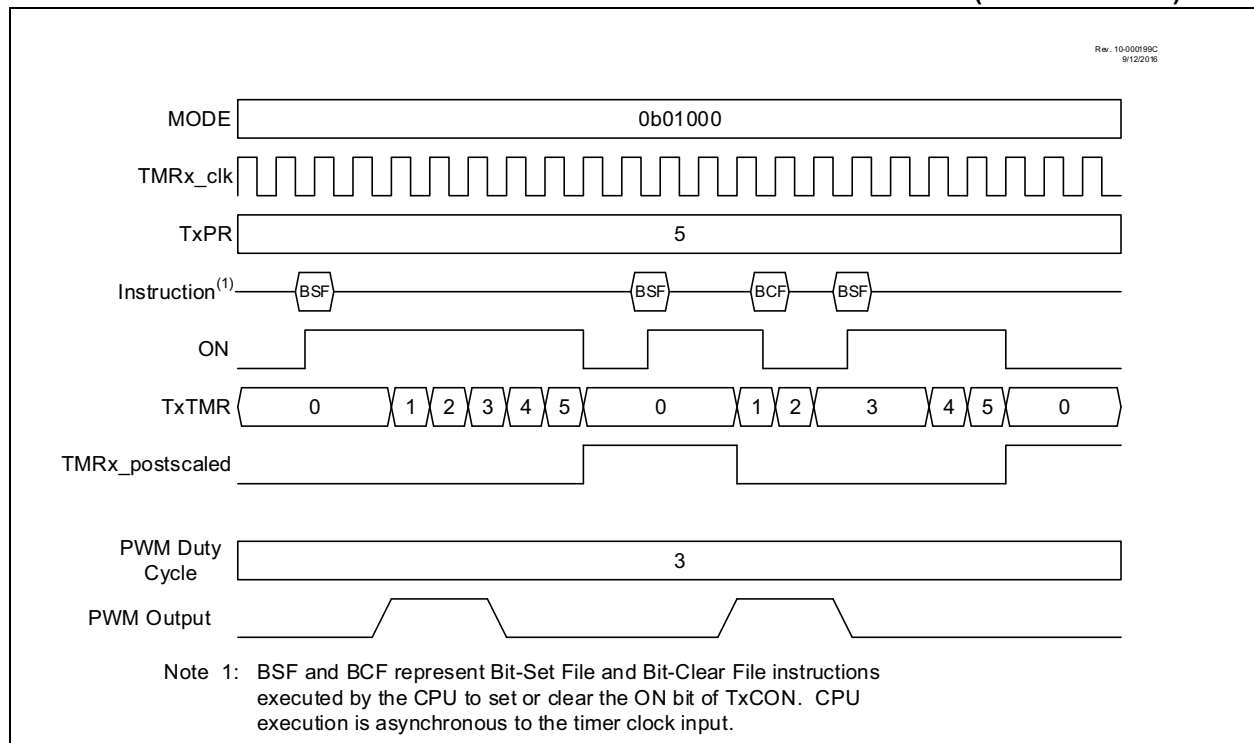 Rev. 10-000199C
9/12/2016
MODE 0b01000
TMRx_clk
TxPR 5
Instruction(1) BSF BSF BCF BSF
ON
TxTMR 0 1 2 3 4 5 0 1 2 3 4 5 0
TMRx_postscaled
PWM Duty
Cycle 3
PWM Output
Note 1: BSF and BCF represent Bit-Set File and Bit-Clear File instructions
executed by the CPU to set or clear the ON bit of TxCON. CPU
execution is asynchronous to the timer clock input.